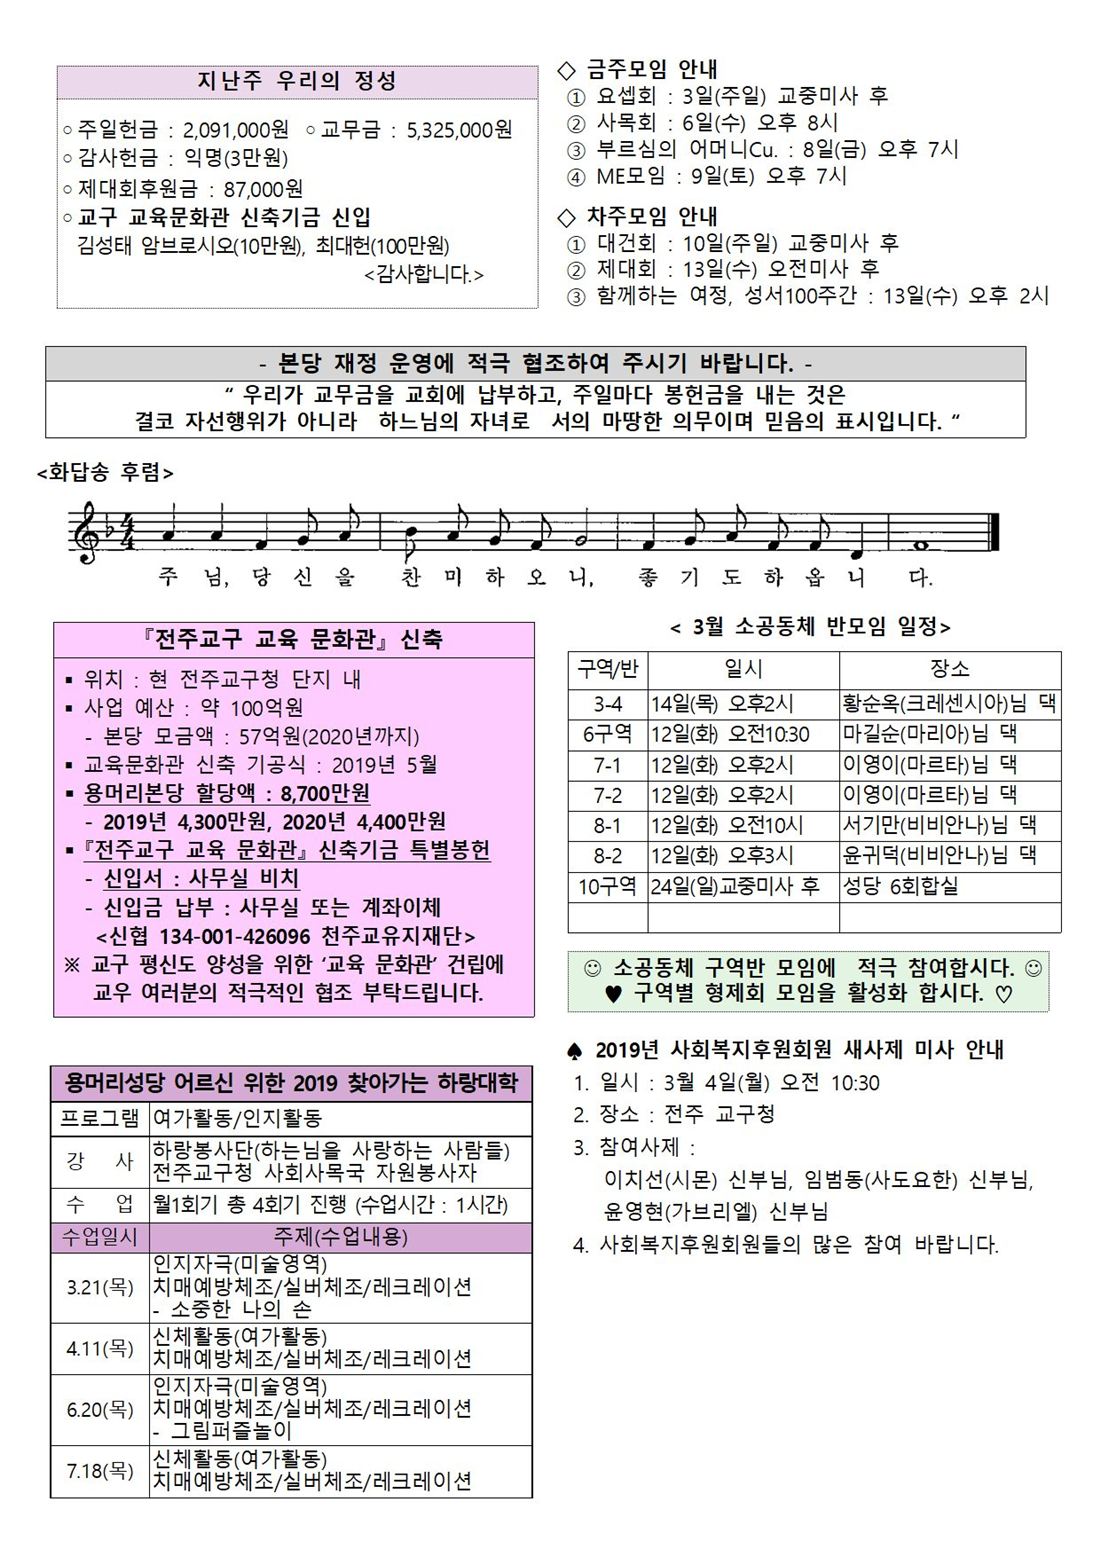 지난주 우리의 정성
○ 주일헌금 : 2,091,000원 ○ 교무금 : 5,325,000원
○ 감사헌금 : 익명(3만원)
○ 제대회후원금 : 87,000원
○ 교구 교육문화관 신축기금 신입
김성태 암브로시오(10만원), 최대헌(100만원)
<감사합니다.>
◇ 금주모임 안내
① 요셉회 : 3일(주일) 교중미사 후
② 사목회 : 6일(수) 오후 8시
③ 부르심의 어머니Cu. : 8일(금) 오후 7시
④ ME모임 : 9일(토) 오후 7시
◇ 차주모임 안내
① 대건회 : 10일(주일) 교중미사 후
② 제대회 : 13일(수) 오전미사 후
③ 함께하는 여정, 성서100주간 : 13일(수) 오후 2시
- 본당 재정 운영에 적극 협조하여 주시기 바랍니다. -
“ 우리가 교무금을 교회에 납부하고, 주일마다 봉헌금을 내는 것은
결코 자선행위가 아니라 하느님의 자녀로 서의 마땅한 의무이며 믿음의 표시입니다. “
<화답송 후렴>
4
4
주 님, 당 신 을 찬 미 하 오 니, 좋 기 도 하 옵 니 다.
『전주교구 교육 문화관』신축
▪ 위치 : 현 전주교구청 단지 내
▪ 사업 예산 : 약 100억원
- 본당 모금액 : 57억원(2020년까지)
▪ 교육문화관 신축 기공식 : 2019년 5월
▪ 용머리본당 할당액 : 8,700만원
- 2019년 4,300만원, 2020년 4,400만원
▪ 『전주교구 교육 문화관』신축기금 특별봉헌
- 신입서 : 사무실 비치
- 신입금 납부 : 사무실 또는 계좌이체
<신협 134-001-426096 천주교유지재단>
※ 교구 평신도 양성을 위한 ‘교육 문화관’ 건립에
교우 여러분의 적극적인 협조 부탁드립니다.
< 3월 소공동체 반모임 일정>
구역/반 일시 장소
3-4 14일(목) 오후2시 황순옥(크레센시아)님 댁
6구역 12일(화) 오전10:30 마길순(마리아)님 댁
7-1 12일(화) 오후2시 이영이(마르타)님 댁
7-2 12일(화) 오후2시 이영이(마르타)님 댁
8-1 12일(화) 오전10시 서기만(비비안나)님 댁
8-2 12일(화) 오후3시 윤귀덕(비비안나)님 댁
10구역 24일(일)교중미사 후 성당 6회합실
☺ 소공동체 구역반 모임에 적극 참여합시다. ☺
♥ 구역별 형제회 모임을 활성화 합시다. ♡
♠ 2019년 사회복지후원회원 새사제 미사 안내
1. 일시 : 3월 4일(월) 오전 10:30
2. 장소 : 전주 교구청
3. 참여사제 :
이치선(시몬) 신부님, 임범동(사도요한) 신부님,
윤영현(가브리엘) 신부님
4. 사회복지후원회원들의 많은 참여 바랍니다.
용머리성당 어르신 위한 2019 찾아가는 하랑대학
프로그램 여가활동/인지활동
강 사 하랑봉사단(하는님을 사랑하는 사람들)
전주교구청 사회사목국 자원봉사자
수 업 월1회기 총 4회기 진행 (수업시간 : 1시간)
수업일시 주제(수업내용)
3.21(목) 인지자극(미술영역)
치매예방체조/실버체조/레크레이션
- 소중한 나의 손
4.11(목) 신체활동(여가활동)
치매예방체조/실버체조/레크레이션
6.20(목) 인지자극(미술영역)
치매예방체조/실버체조/레크레이션
- 그림퍼즐놀이
7.18(목) 신체활동(여가활동)
치매예방체조/실버체조/레크레이션